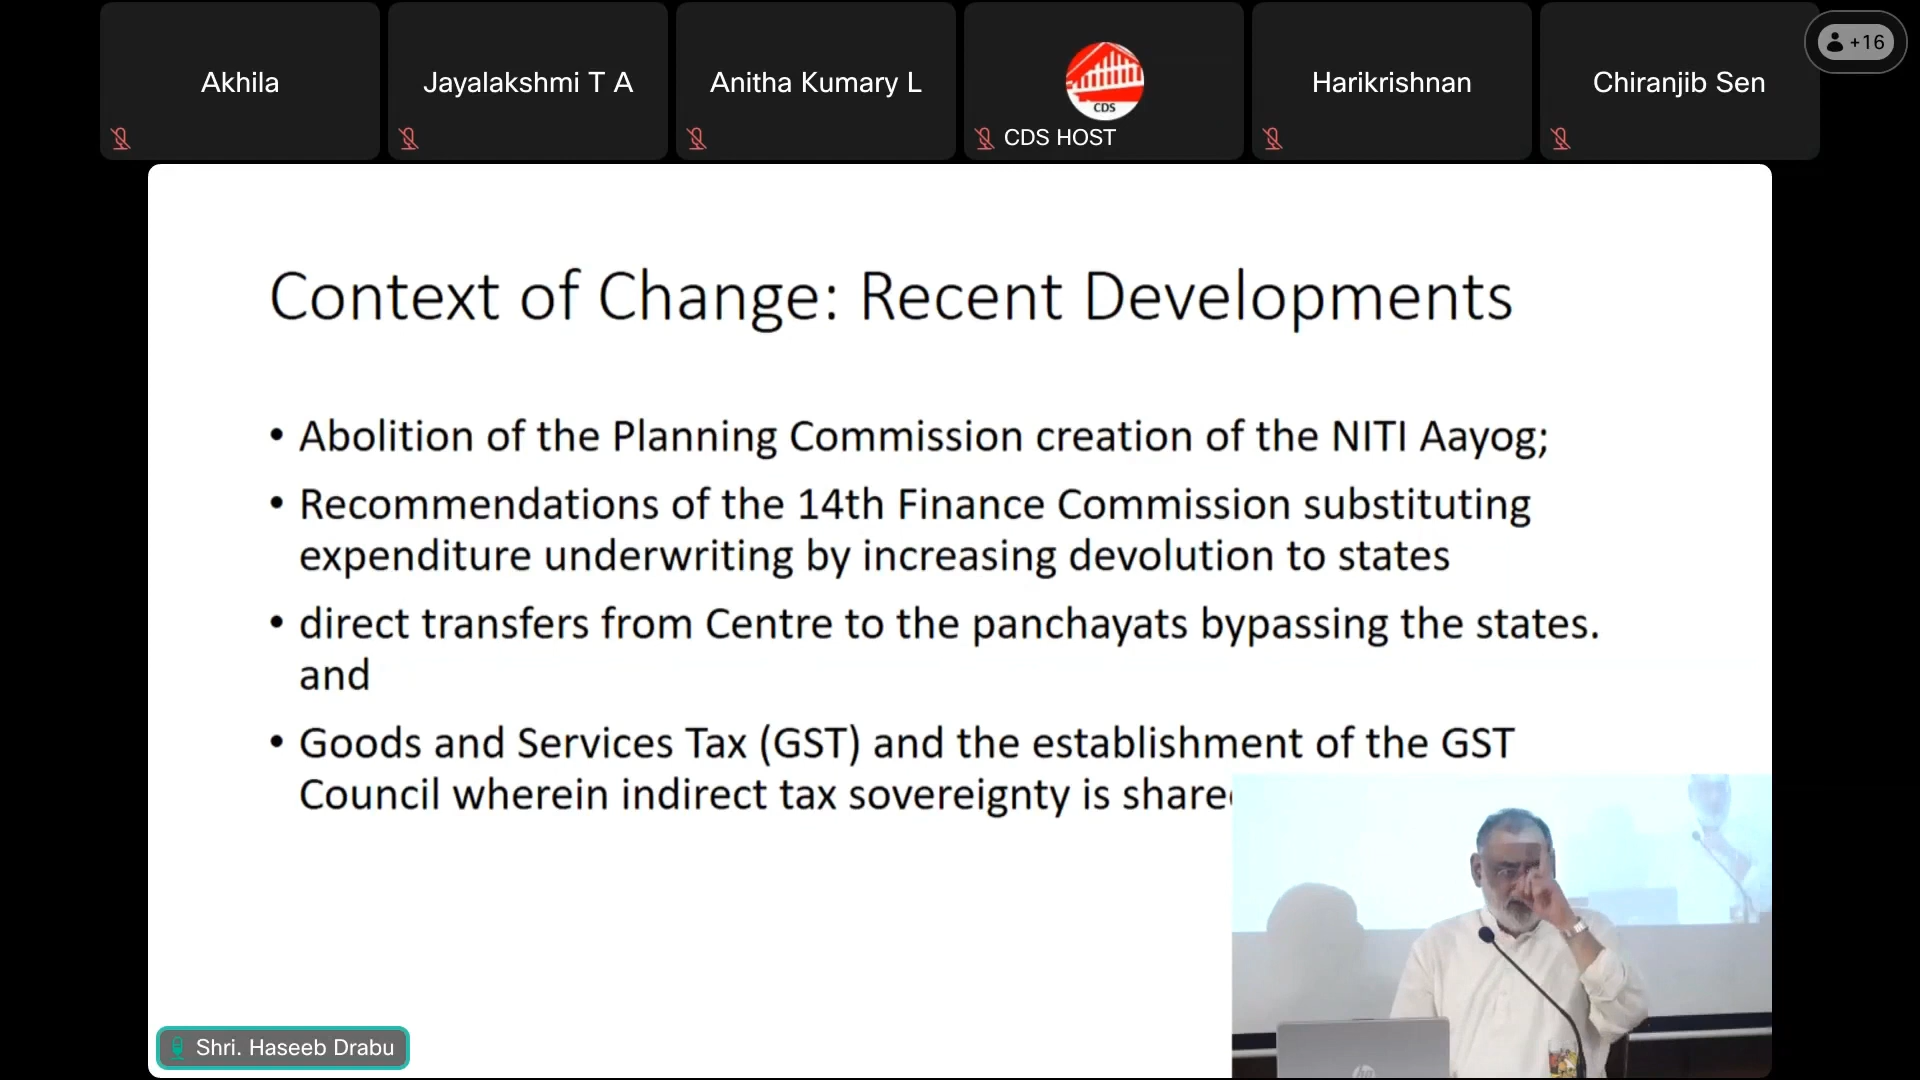 Akhila
Jayalakshmi T A
Anitha Kumary L
CDS
CDS HOST
Harikrishnan
Chiranjib Sen
+16
Context of Change: Recent Developments
• Abolition of the Planning Commission creation of the NITI Aayog;
• Recommendations of the 14th Finance Commission substituting
expenditure underwriting by increasing devolution to states
• direct transfers from Centre to the panchayats bypassing the states.
and
• Goods and Services Tax (GST) and the establishment of the GST
Council wherein indirect tax sovereignty is share
Shri. Haseeb Drabu
hp